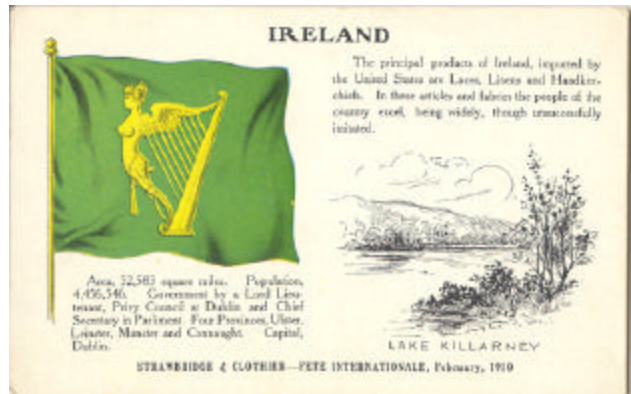 IRELAND
The principal products of Ireland, imported by
the United States are Laces, Linens and Handker-
chiefs. In these articles and fabrics the people of the
country excel, being widely, though unsuccessfully
imitated.
Area, 32,583 square miles. Population,
4,456,546. Government by a Lord Lieu-
tenant, Privy Council at Dublin and Chief
Secretary in Parliment. Four Provinces, Ulster,
Leinster, Munster and Connaught. Capital,
Dublin.
LAKE KILLARNEY
STRAWBRIDGE & CLOTHIER—FETE INTERNATIONALE, February, 1910